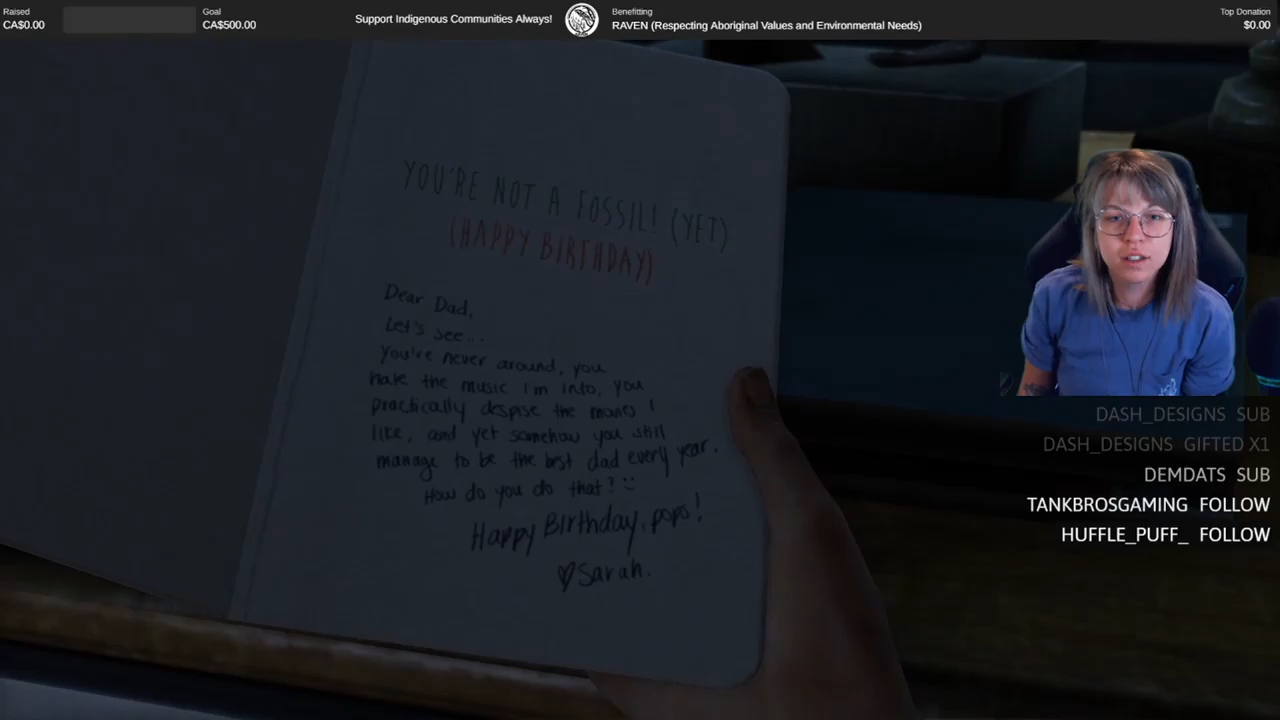 Raised
CA$0.00
Goal
CA$500.00
Support Indigenous Communities Always!
Benefitting
RAVEN (Respecting Aboriginal Values and Environmental Needs)
Top Donation
$0.00
YOU'RE NOT A FOSSIL! (YET)
(HAPPY BIRTHDAY)
Dear Dad,
Let's see...
You're never around, you
hate the music I'm into, you
practically despise the movies I
like, and yet somehow you still
manage to be the best dad every year.
How do you do that? :)
Happy Birthday, pops!
♥Sarah.
DASH_DESIGNS SUB
DASH_DESIGNS GIFTED X1
DEMDATS SUB
TANKBROSGAMING FOLLOW
HUFFLE_PUFF_ FOLLOW